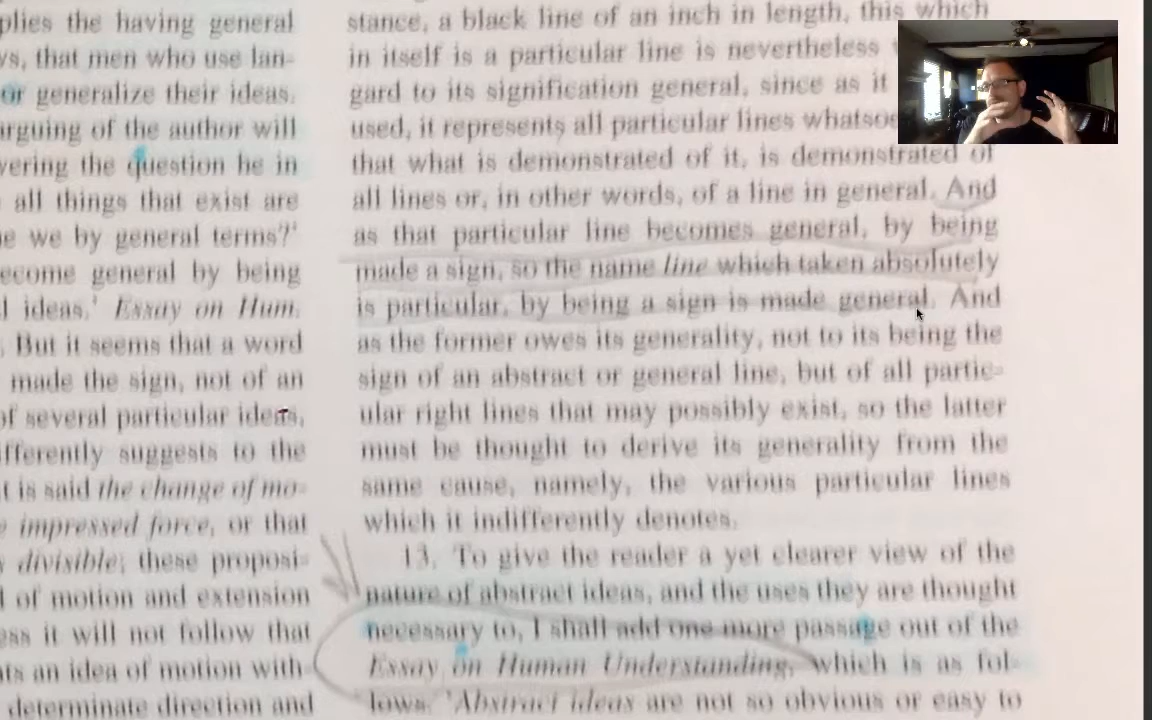 plies the having general
ys, that men who use lan-
or generalize their ideas.
arguing of the author will
vering the question he in
all things that exist are
e we by general terms?'
ecome general by being
l ideas.' Essay on Hum.
. But it seems that a word
made the sign, not of an
of several particular ideas,
ifferently suggests to the
t is said the change of mo-
e impressed force, or that
s divisible; these proposi-
l of motion and extension
ess it will not follow that
ts an idea of motion with-
determinate direction and
stance, a black line of an inch in length, this which
in itself is a particular line is nevertheless
gard to its signification general, since as it
used, it represents all particular lines whatsoe
that what is demonstrated of it, is demonstrated of
all lines or, in other words, of a line in general. And
as that particular line becomes general, by being
made a sign, so the name line which taken absolutely
is particular, by being a sign is made general. And
as the former owes its generality, not to its being the
sign of an abstract or general line, but of all partic-
ular right lines that may possibly exist, so the latter
must be thought to derive its generality from the
same cause, namely, the various particular lines
which it indifferently denotes.
13. To give the reader a yet clearer view of the
nature of abstract ideas, and the uses they are thought
necessary to, I shall add one more passage out of the
Essay on Human Understanding, which is as fol-
lows. 'Abstract ideas are not so obvious or easy to